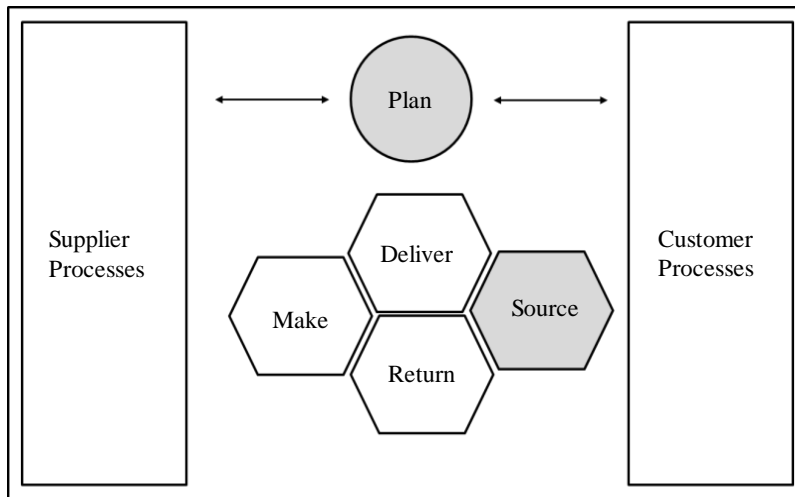 Plan
Supplier
Processes
Customer
Processes
Deliver
Make
Source
Return